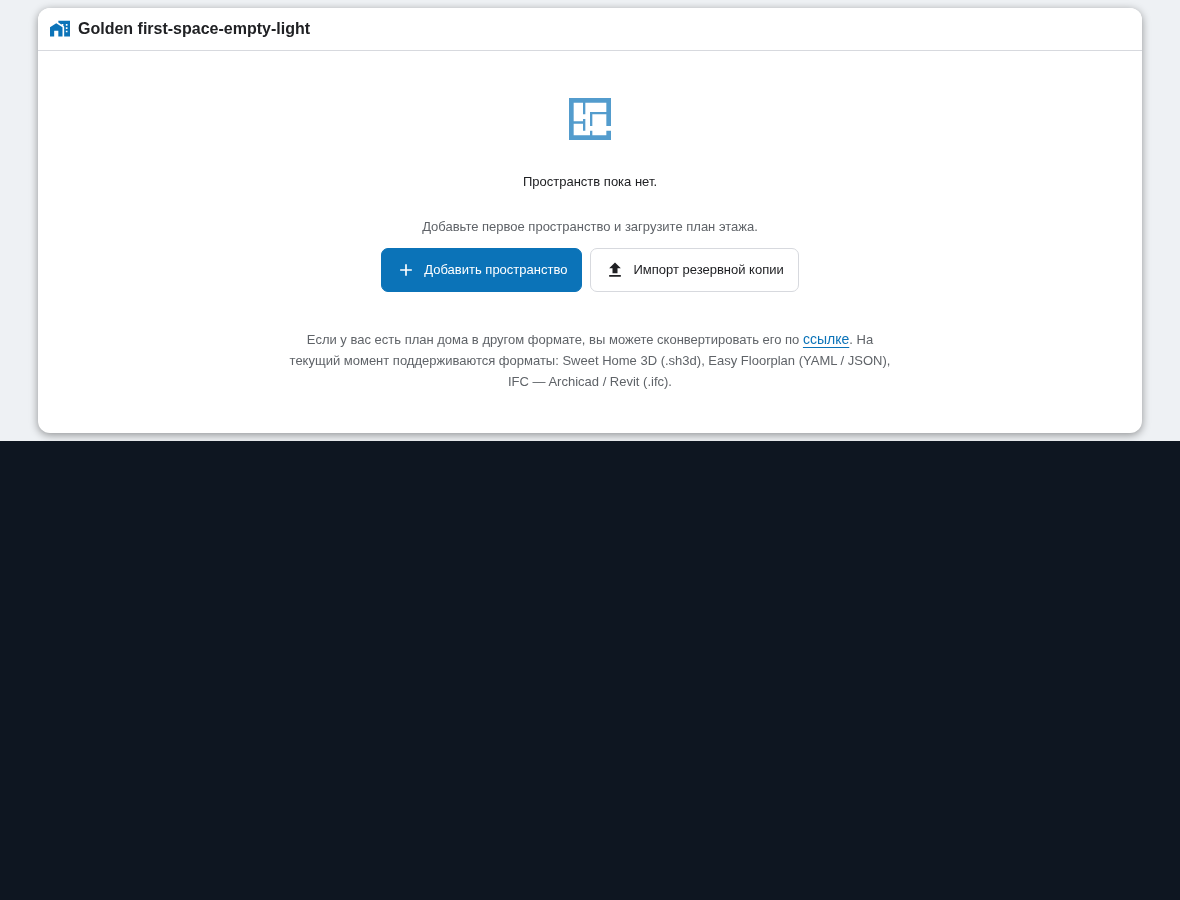 Golden first-space-empty-light
Пространств пока нет.
Добавьте первое пространство и загрузите план этажа.
Добавить пространство
Импорт резервной копии
Если у вас есть план дома в другом формате, вы можете сконвертировать его по ссылке. На
текущий момент поддерживаются форматы: Sweet Home 3D (.sh3d), Easy Floorplan (YAML / JSON),
IFC — Archicad / Revit (.ifc).